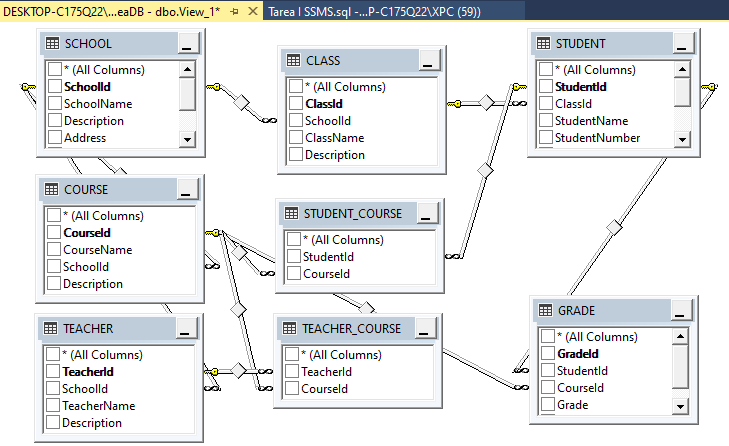 DESKTOP-C175Q22\...eaDB - dbo.View_1*
Tarea I SSMS.sql -...P-C175Q22\XPC (59))
SCHOOL
* (All Columns)
SchoolId
SchoolName
Description
Address
CLASS
* (All Columns)
ClassId
SchoolId
ClassName
Description
STUDENT
* (All Columns)
StudentId
ClassId
StudentName
StudentNumber
COURSE
* (All Columns)
CourseId
CourseName
SchoolId
Description
STUDENT_COURSE
* (All Columns)
StudentId
CourseId
TEACHER
* (All Columns)
TeacherId
SchoolId
TeacherName
Description
TEACHER_COURSE
* (All Columns)
TeacherId
CourseId
GRADE
* (All Columns)
GradeId
StudentId
CourseId
Grade